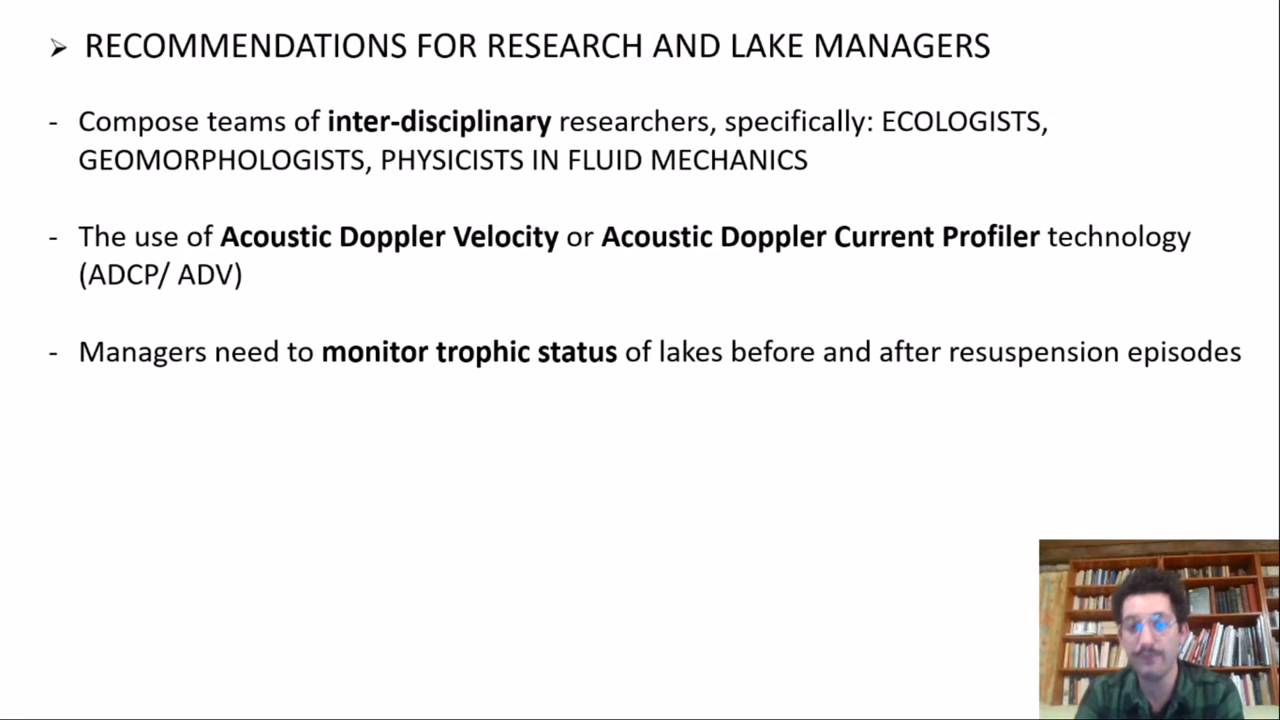 ➢ RECOMMENDATIONS FOR RESEARCH AND LAKE MANAGERS
- Compose teams of inter-disciplinary researchers, specifically: ECOLOGISTS,
GEOMORPHOLOGISTS, PHYSICISTS IN FLUID MECHANICS
- The use of Acoustic Doppler Velocity or Acoustic Doppler Current Profiler technology
(ADCP/ ADV)
- Managers need to monitor trophic status of lakes before and after resuspension episodes